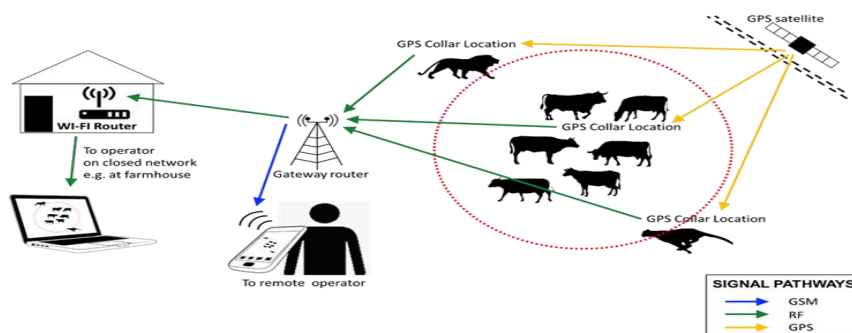 GPS satellite
GPS Collar Location
WI-FI Router
GPS Collar Location
To operator
on closed network
e.g. at farmhouse
Gateway router
GPS Collar Location
To remote operator
SIGNAL PATHWAYS
GSM
RF
GPS